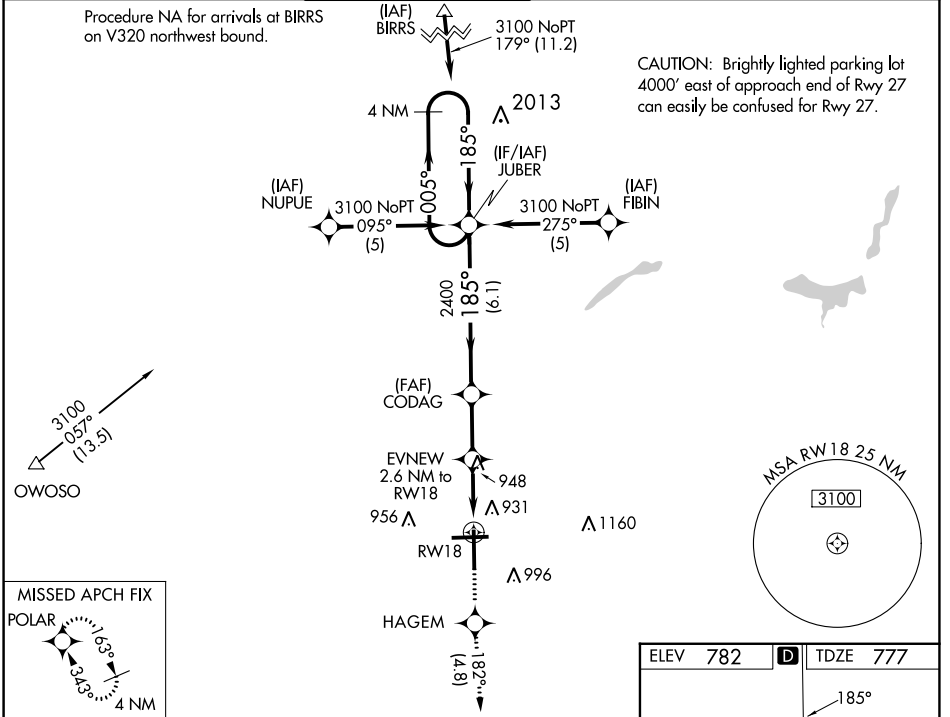 Procedure NA for arrivals at BIRRS
on V320 northwest bound.
(IAF)
BIRRS
3100 NoPT
179° (11.2)
CAUTION: Brightly lighted parking lot
4000' east of approach end of Rwy 27
can easily be confused for Rwy 27.
4 NM
2013
185°
005°
(IF/IAF)
JUBER
(IAF)
NUPUE
3100 NoPT
095°
(5)
3100 NoPT
275°
(5)
(IAF)
FIBIN
2400
185°
(6.1)
(FAF)
CODAG
3100
057°
(13.5)
OWOSO
EVNEW
2.6 NM to
RW18
948
931
956
1160
RW18
996
MSA RW18 25 NM
3100
HAGEM
182°
(4.8)
MISSED APCH FIX
POLAR
163°
343°
4 NM
ELEV 782 D TDZE 777
185°